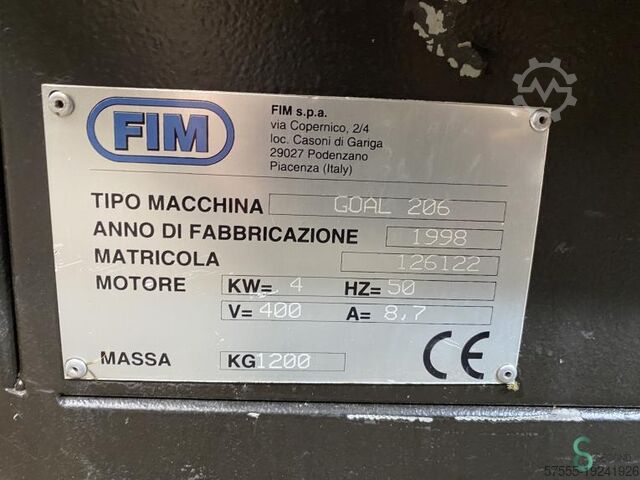 FIM
FIM s.p.a.
via Copernico, 2/4
loc. Casoni di Gariga
29027 Podenzano
Piacenza (Italy)
TIPO MACCHINA GOAL 206
ANNO DI FABBRICAZIONE 1998
MATRICOLA 126122
MOTORE KW= 4 HZ= 50
V= 400 A= 8,7
MASSA KG 1200
CE
57555-19241926